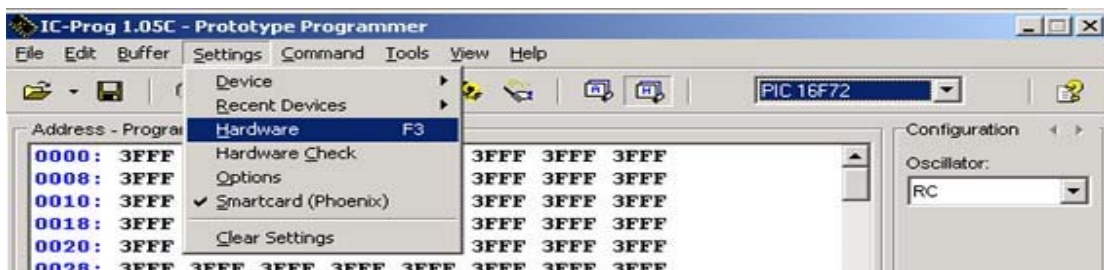 IC-Prog 1.05C - Prototype Programmer
File Edit Buffer Settings Command Tools View Help
PIC 16F72
Device
Recent Devices
Hardware F3
Hardware Check
Options
Smartcard (Phoenix)
Clear Settings
Address - Progra
0000: 3FFF 3FFF 3FFF 3FFF
0008: 3FFF 3FFF 3FFF 3FFF
0010: 3FFF 3FFF 3FFF 3FFF
0018: 3FFF 3FFF 3FFF 3FFF
0020: 3FFF 3FFF 3FFF 3FFF
0028: 3FFF 3FFF 3FFF 3FFF 3FFF 3FFF 3FFF 3FFF
Configuration
Oscillator:
RC